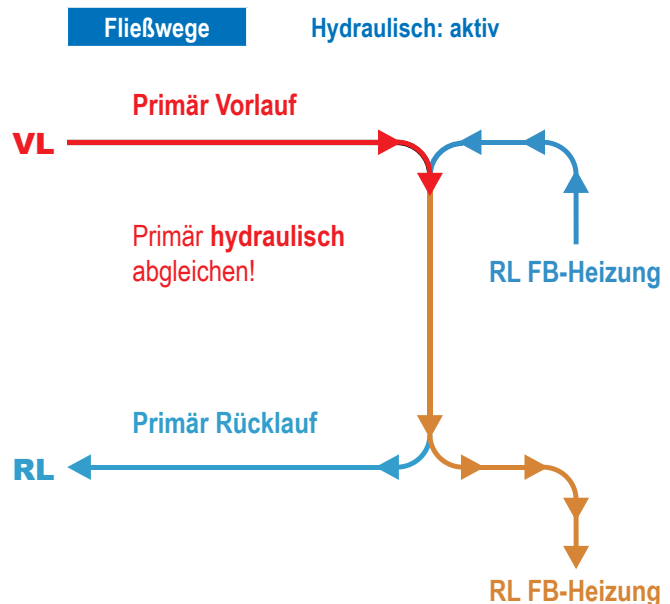 Fließwege
Hydraulisch: aktiv
Primär Vorlauf
VL
Primär hydraulisch
abgleichen!
RL FB-Heizung
Primär Rücklauf
RL
RL FB-Heizung